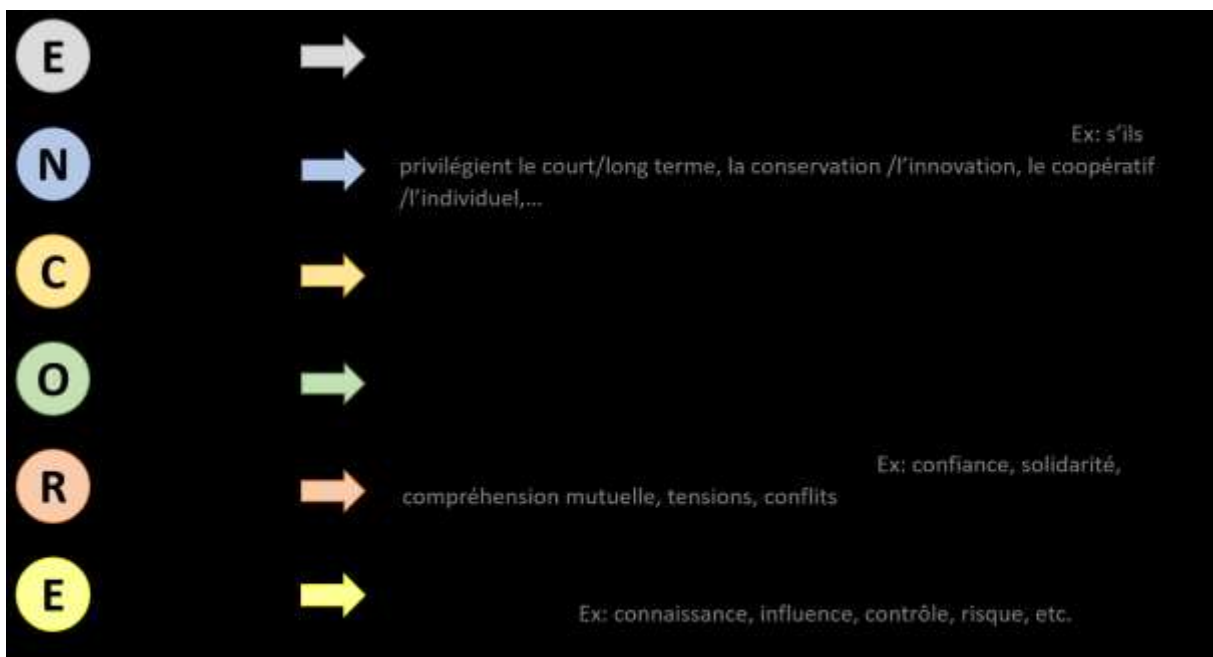 E
Ex: s'ils
N
privilégient le court/long terme, la conservation /l'innovation, le coopératif
/l'individuel,...
C
O
Ex: confiance, solidarité,
R
compréhension mutuelle, tensions, conflits
E
Ex: connaissance, influence, contrôle, risque, etc.